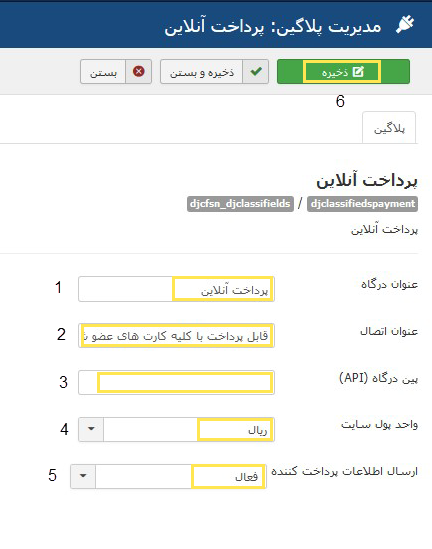 مدیریت پلاگین: پرداخت آنلاین
ذخیره ذخیره و بستن بستن
6
پلاگین
پرداخت آنلاین
djcfsn_djclassifields / djclassifiedspayment
پرداخت آنلاین
عنوان درگاه پرداخت آنلاین 1
عنوان اتصال قابل پرداخت با کلیه کارت های عضو ش 2
پین درگاه (API) 3
واحد پول سایت ریال 4
ارسال اطلاعات پرداخت کننده فعال 5